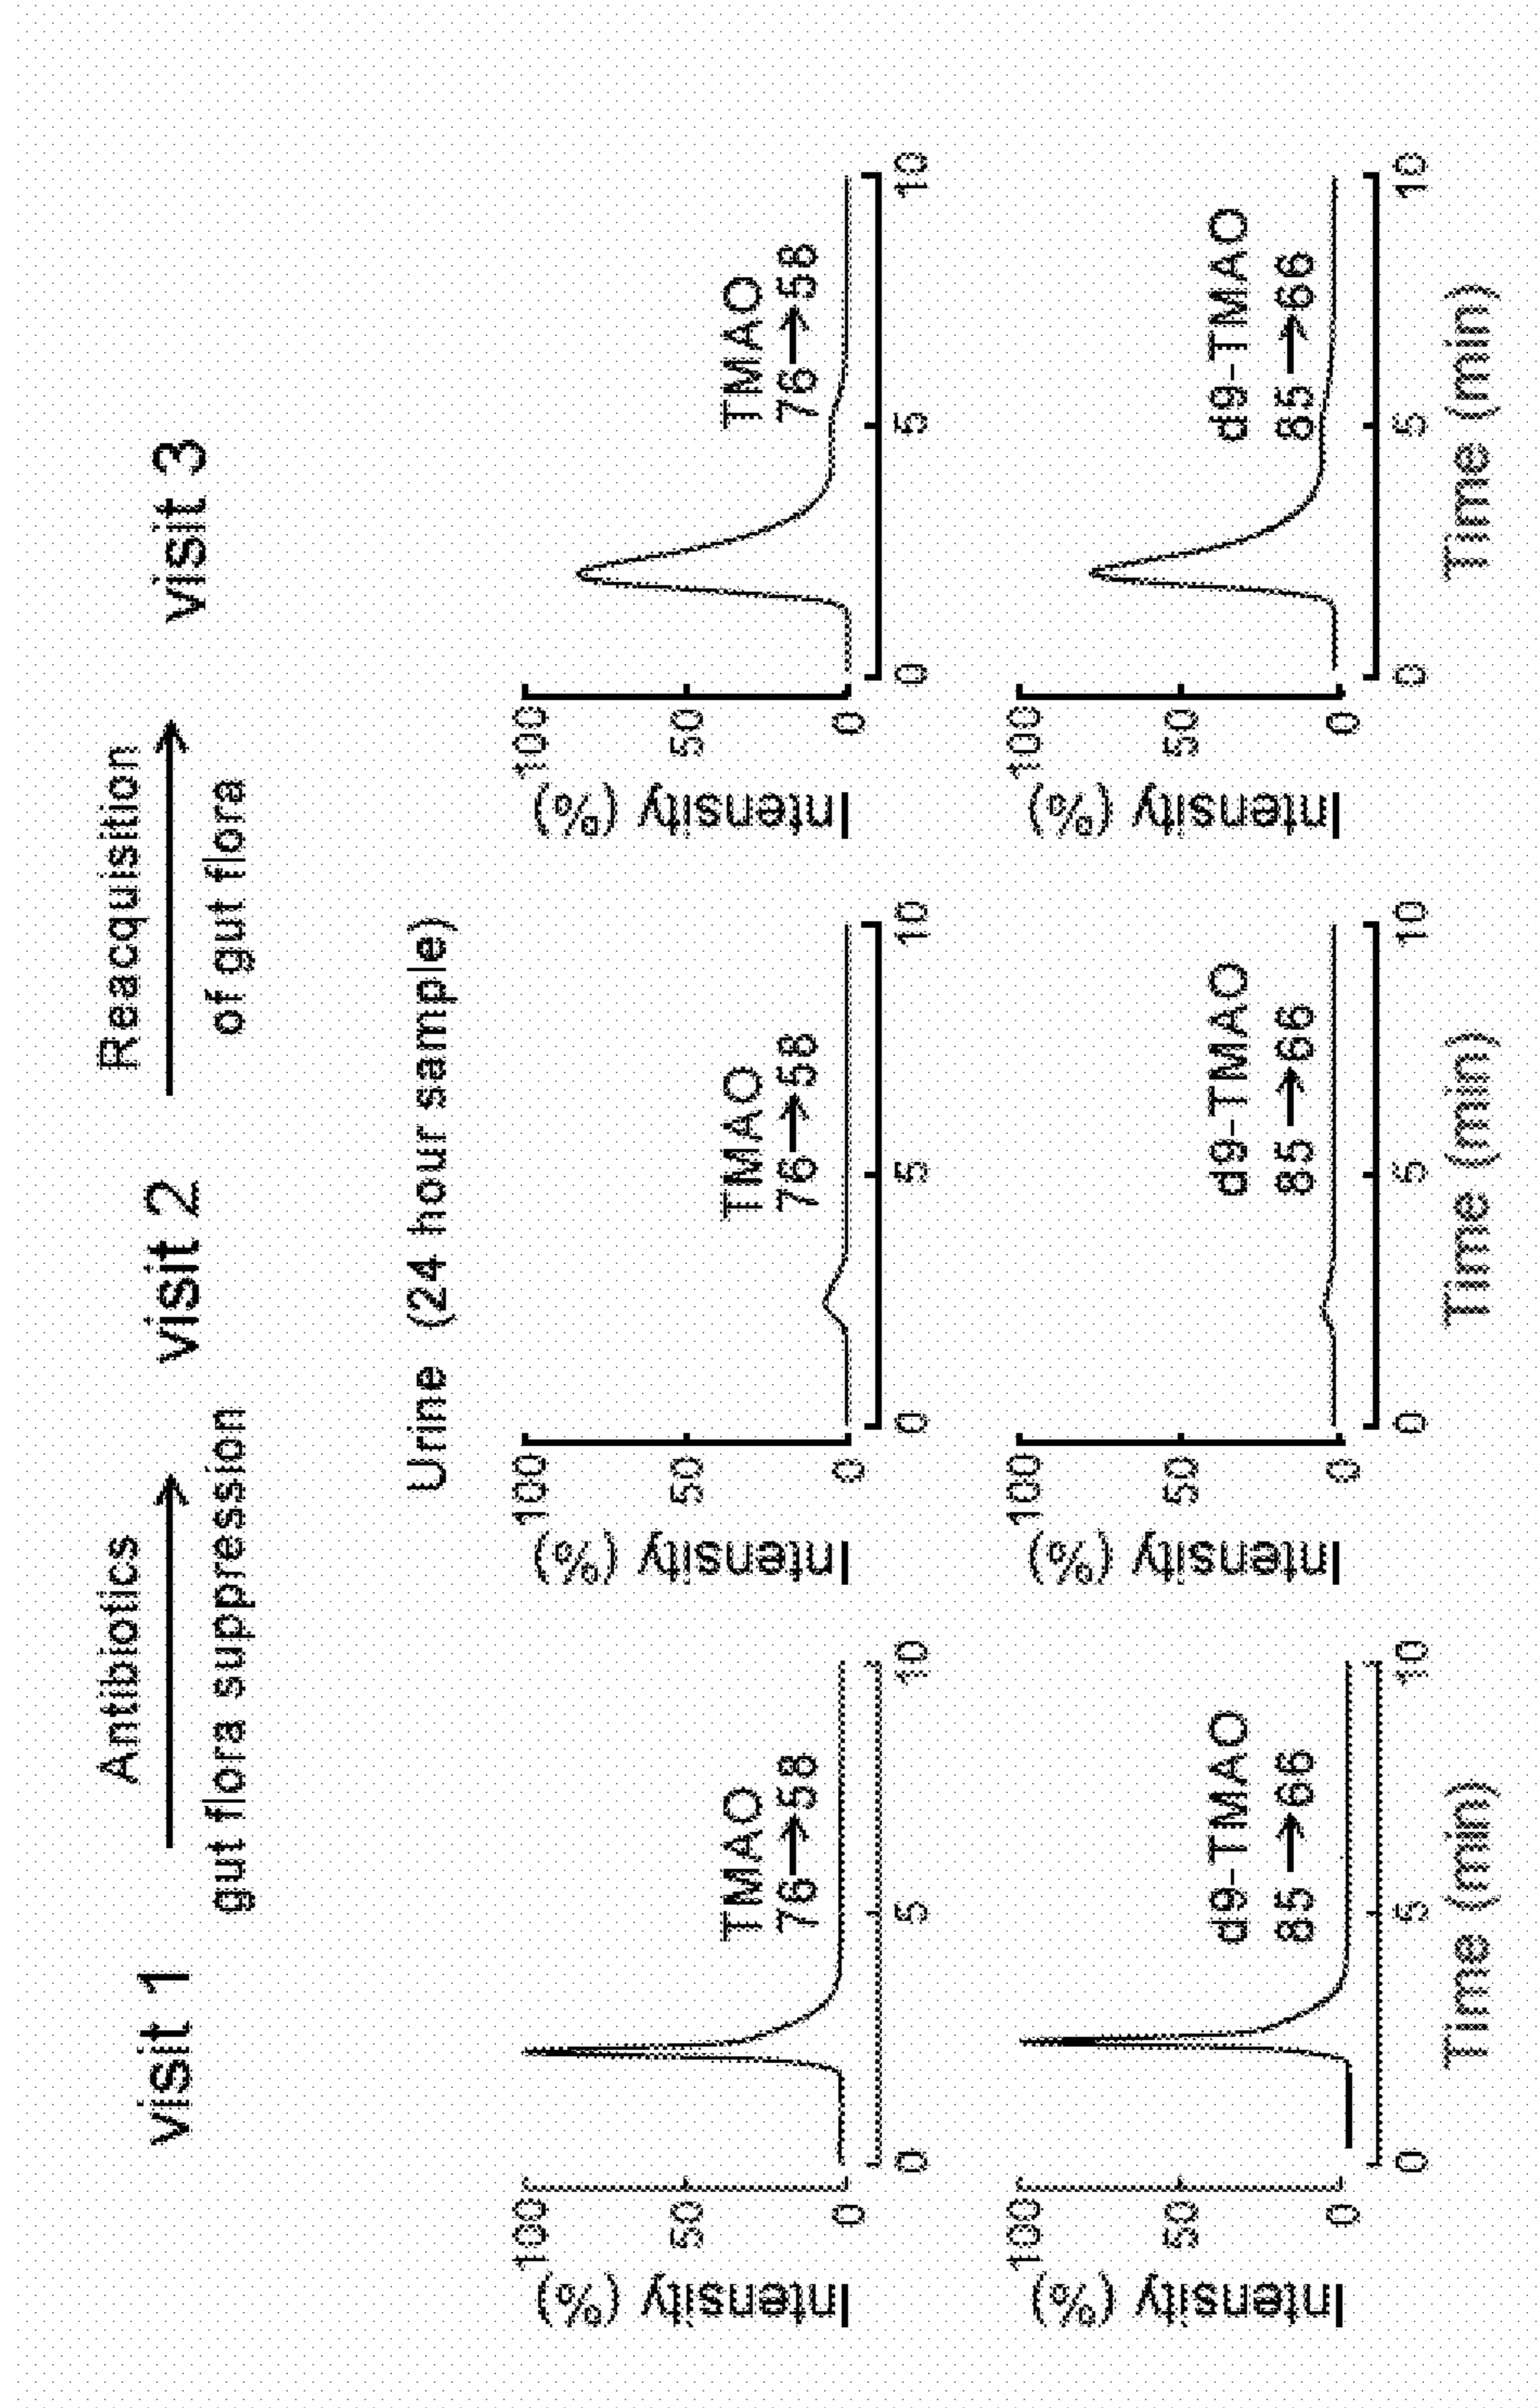 visit 1
Antibiotics
gut flora suppression
visit 2
Reacquisition
of gut flora
visit 3
Urine (24 hour sample)
Intensity (%)
100
50
0
TMAO
76→58
0
5
10
Intensity (%)
100
50
0
TMAO
76→58
0
5
10
Intensity (%)
100
50
0
TMAO
76→58
0
5
10
Intensity (%)
100
50
0
d9-TMAO
85→66
0
5
10
Time (min)
Intensity (%)
100
50
0
d9-TMAO
85→66
0
5
10
Time (min)
Intensity (%)
100
50
0
d9-TMAO
85→66
0
5
10
Time (min)